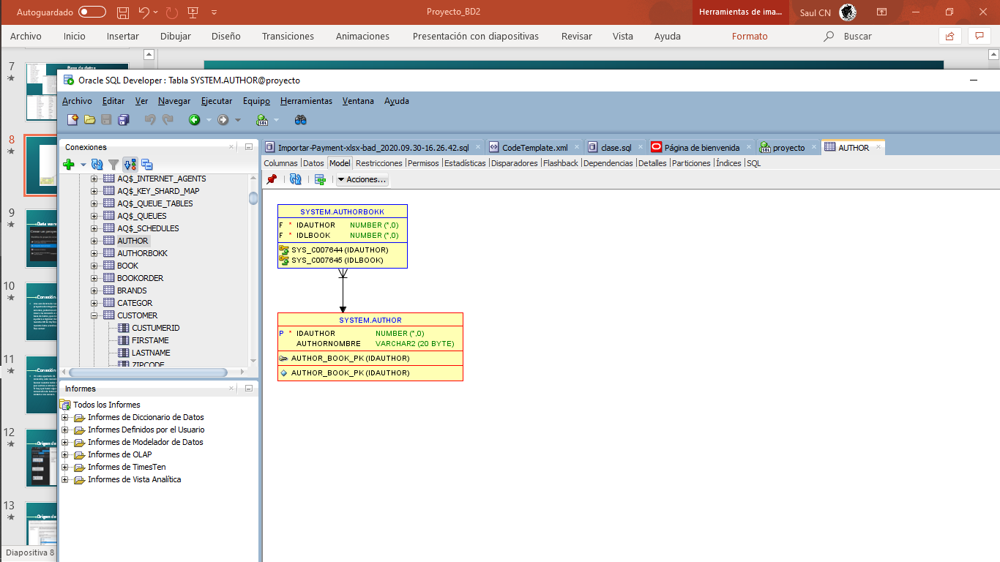 Autoguardado
Proyecto_BD2
Herramientas de ima...
Saul CN
Archivo Inicio Insertar Dibujar Diseño Transiciones Animaciones Presentación con diapositivas Revisar Vista Ayuda Formato Buscar
7
Base de datos
Oracle SQL Developer : Tabla SYSTEM.AUTHOR@proyecto
Archivo Editar Ver Navegar Ejecutar Equipo Herramientas Ventana Ayuda
8
9
10
11
12
13
Diapositiva 8
Conexiones
AQ$_INTERNET_AGENTS
AQ$_KEY_SHARD_MAP
AQ$_QUEUE_TABLES
AQ$_QUEUES
AQ$_SCHEDULES
AUTHOR
AUTHORBOKK
BOOK
BOOKORDER
BRANDS
CATEGOR
CUSTOMER
CUSTUMERID
FIRSTAME
LASTNAME
ZIPCODE
Informes
Todos los Informes
Informes de Diccionario de Datos
Informes Definidos por el Usuario
Informes de Modelador de Datos
Informes de OLAP
Informes de TimesTen
Informes de Vista Analítica
Importar-Payment-xlsx-bad_2020.09.30-16.26.42.sql CodeTemplate.xml clase.sql Página de bienvenida proyecto AUTHOR
Columnas Datos Model Restricciones Permisos Estadísticas Disparadores Flashback Dependencias Detalles Particiones Índices SQL
Acciones...
SYSTEM.AUTHORBOKK
F * IDAUTHOR NUMBER (*,0)
F * IDLBOOK NUMBER (*,0)
SYS_C007644 (IDAUTHOR)
SYS_C007645 (IDLBOOK)
SYSTEM.AUTHOR
P * IDAUTHOR NUMBER (*,0)
AUTHORNOMBRE VARCHAR2 (20 BYTE)
AUTHOR_BOOK_PK (IDAUTHOR)
AUTHOR_BOOK_PK (IDAUTHOR)